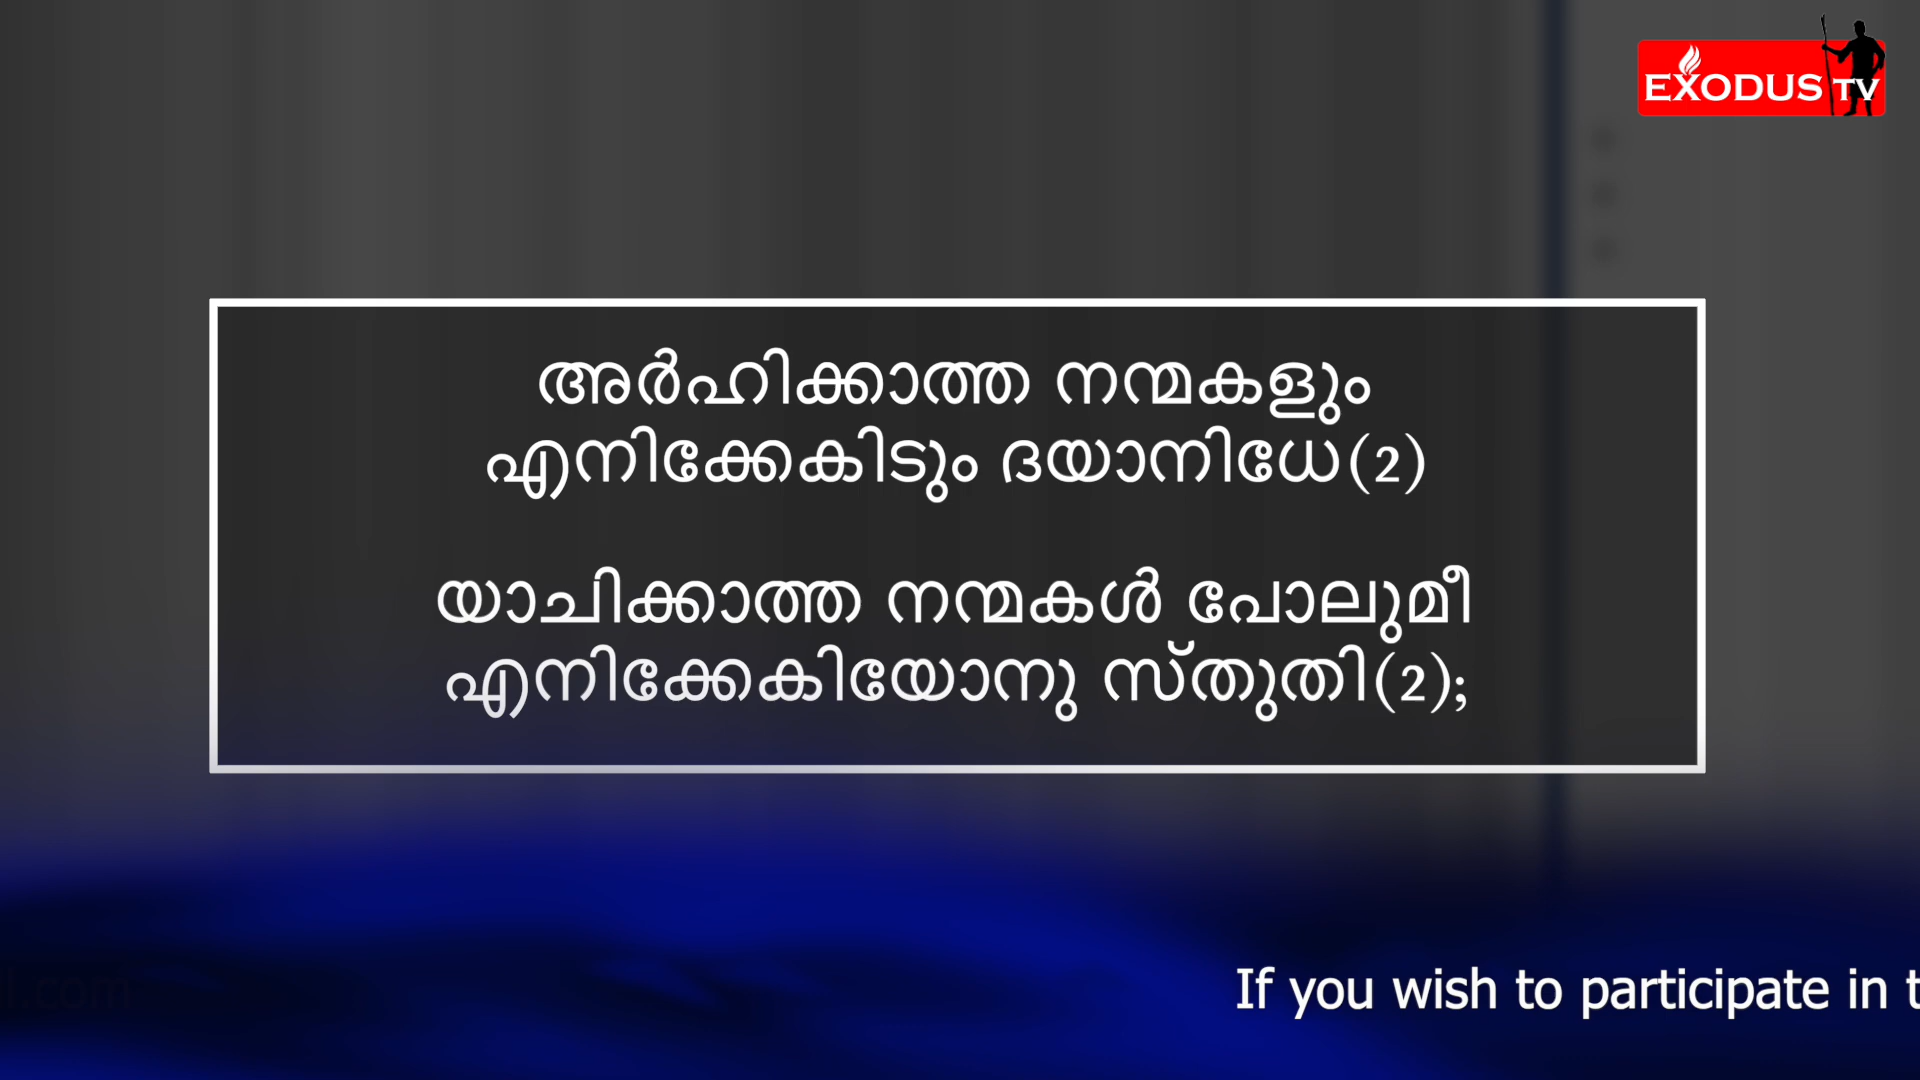 EXODUS TV
അർഹിക്കാത്ത നന്മകളും
എനിക്കേകിടും ദയാനിധേ(2)
യാചിക്കാത്ത നന്മകൾ പോലുമീ
എനിക്കേകിയോനു സ്തുതി(2);
If you wish to participate in t